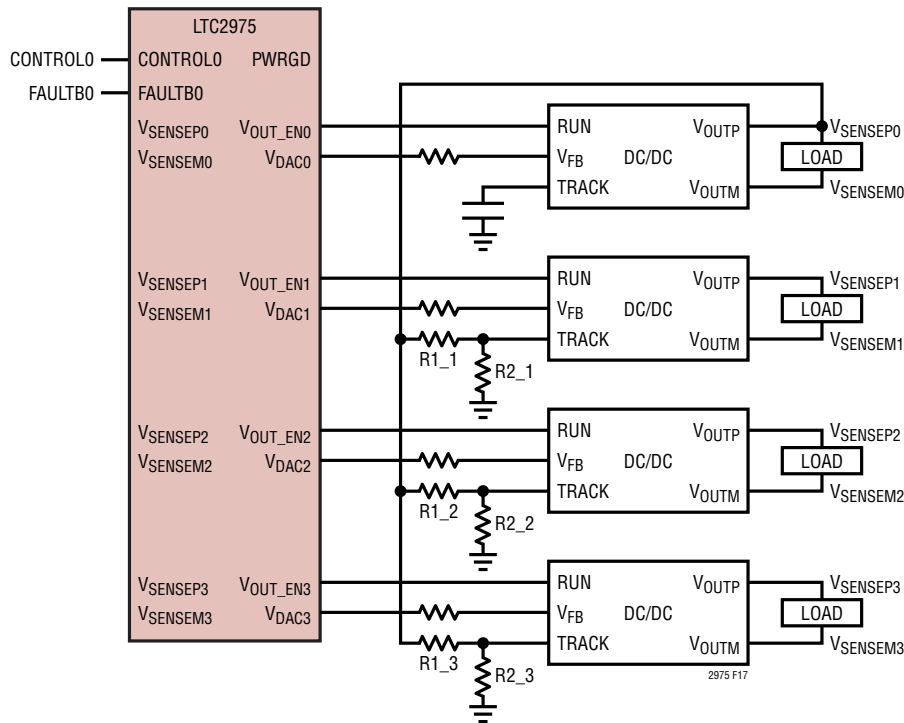 LTC2975
CONTROL0 CONTROL0 PWRGD
FAULTB0 FAULTB0
VSENSEP0 VOUT_EN0 RUN VOUTP VSENSEP0
VSENSEM0 VDAC0 VFB DC/DC LOAD
TRACK VOUTM VSENSEM0
VSENSEP1 VOUT_EN1 RUN VOUTP VSENSEP1
VSENSEM1 VDAC1 VFB DC/DC LOAD
TRACK VOUTM VSENSEM1
R1_1
R2_1
VSENSEP2 VOUT_EN2 RUN VOUTP VSENSEP2
VSENSEM2 VDAC2 VFB DC/DC LOAD
TRACK VOUTM VSENSEM2
R1_2
R2_2
VSENSEP3 VOUT_EN3 RUN VOUTP VSENSEP3
VSENSEM3 VDAC3 VFB DC/DC LOAD
TRACK VOUTM VSENSEM3
R1_3
R2_3
2975 F17